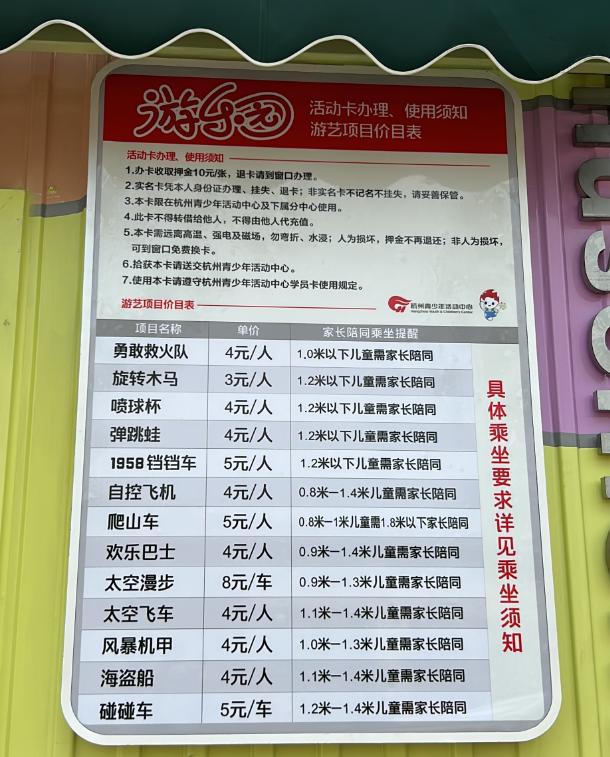 游乐园
活动卡办理、使用须知
游艺项目价目表
活动卡办理、使用须知
1.办卡收取押金10元/张，退卡请到窗口办理。
2.实名卡凭本人身份证办理、挂失、退卡；非实名卡不记名不挂失，请妥善保管。
3.本卡限在杭州青少年活动中心及下属分中心使用。
4.此卡不得转借给他人，不得由他人代充值。
5.本卡需远离高温、强电及磁场，勿弯折、水浸；人为损坏，押金不再退还；非人为损坏，
可到窗口免费换卡。
6.拾获本卡请送交杭州青少年活动中心。
7.使用本卡请遵守杭州青少年活动中心学员卡使用规定。
游艺项目价目表
杭州青少年活动中心
Hangzhou Youth & Children's Center
项目名称 单价 家长陪同乘坐提醒
勇敢救火队 4元/人 1.0米以下儿童需家长陪同
旋转木马 3元/人 1.2米以下儿童需家长陪同
喷球杯 4元/人 1.2米以下儿童需家长陪同
弹跳蛙 4元/人 1.2米以下儿童需家长陪同
1958铛铛车 5元/人 1.2米以下儿童需家长陪同
自控飞机 4元/人 0.8米—1.4米儿童需家长陪同
爬山车 5元/人 0.8米—1米儿童需1.8米以下家长陪同
欢乐巴士 4元/人 0.9米—1.4米儿童需家长陪同
太空漫步 8元/车 0.9米—1.3米儿童需家长陪同
太空飞车 4元/人 1.1米—1.4米儿童需家长陪同
风暴机甲 4元/人 1.0米—1.3米儿童需家长陪同
海盗船 4元/人 1.1米—1.4米儿童需家长陪同
碰碰车 5元/车 1.2米—1.4米儿童需家长陪同
具体乘坐要求详见乘坐须知